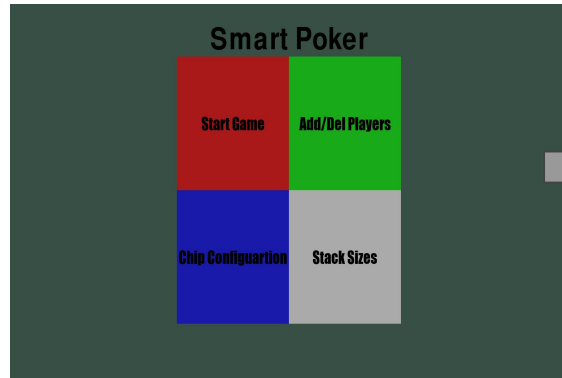 Smart Poker
Start Game
Add/Del Players
Chip Configuartion
Stack Sizes